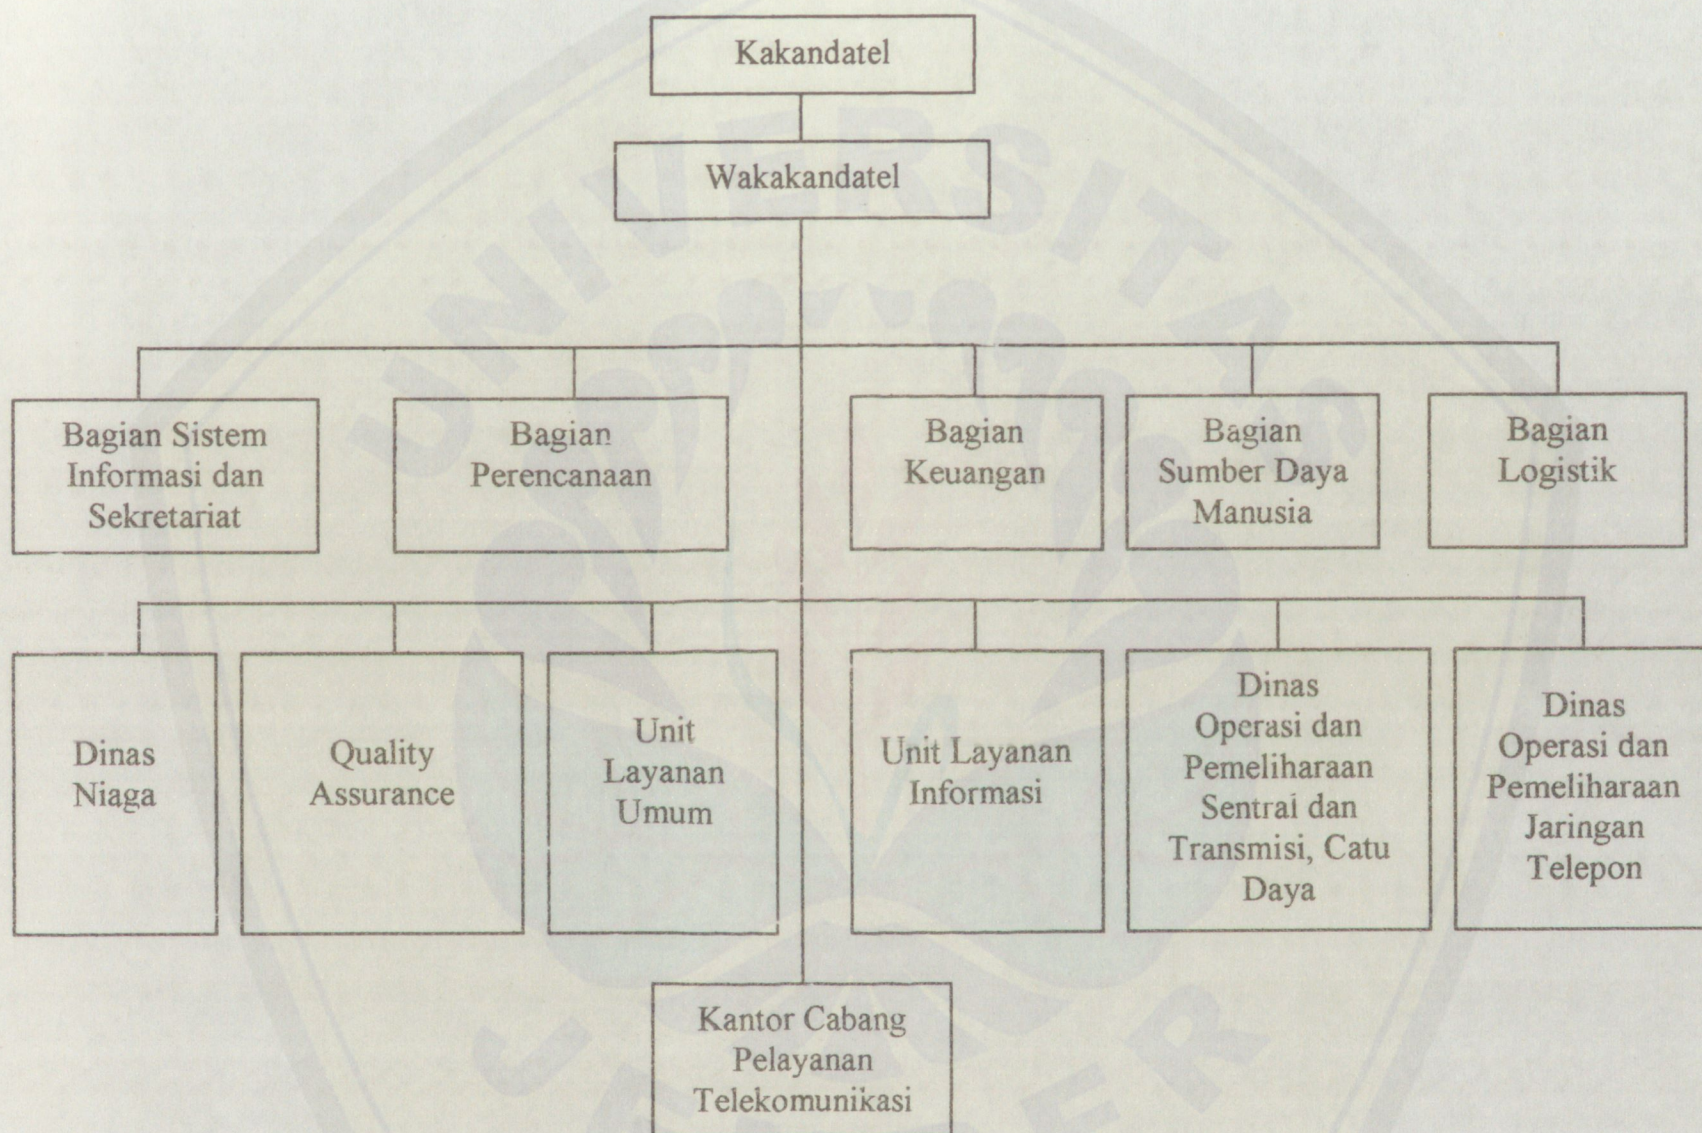 Kakandatel
Wakakandatel
Bagian Sistem
Informasi dan
Sekretariat
Bagian
Perencanaan
Bagian
Keuangan
Bagian
Sumber Daya
Manusia
Bagian
Logistik
Dinas
Niaga
Quality
Assurance
Unit
Layanan
Umum
Unit Layanan
Informasi
Dinas
Operasi dan
Pemeliharaan
Sentral dan
Transmisi, Catu
Daya
Dinas
Operasi dan
Pemeliharaan
Jaringan
Telepon
Kantor Cabang
Pelayanan
Telekomunikasi
UNIVERSITAS
JEMBER